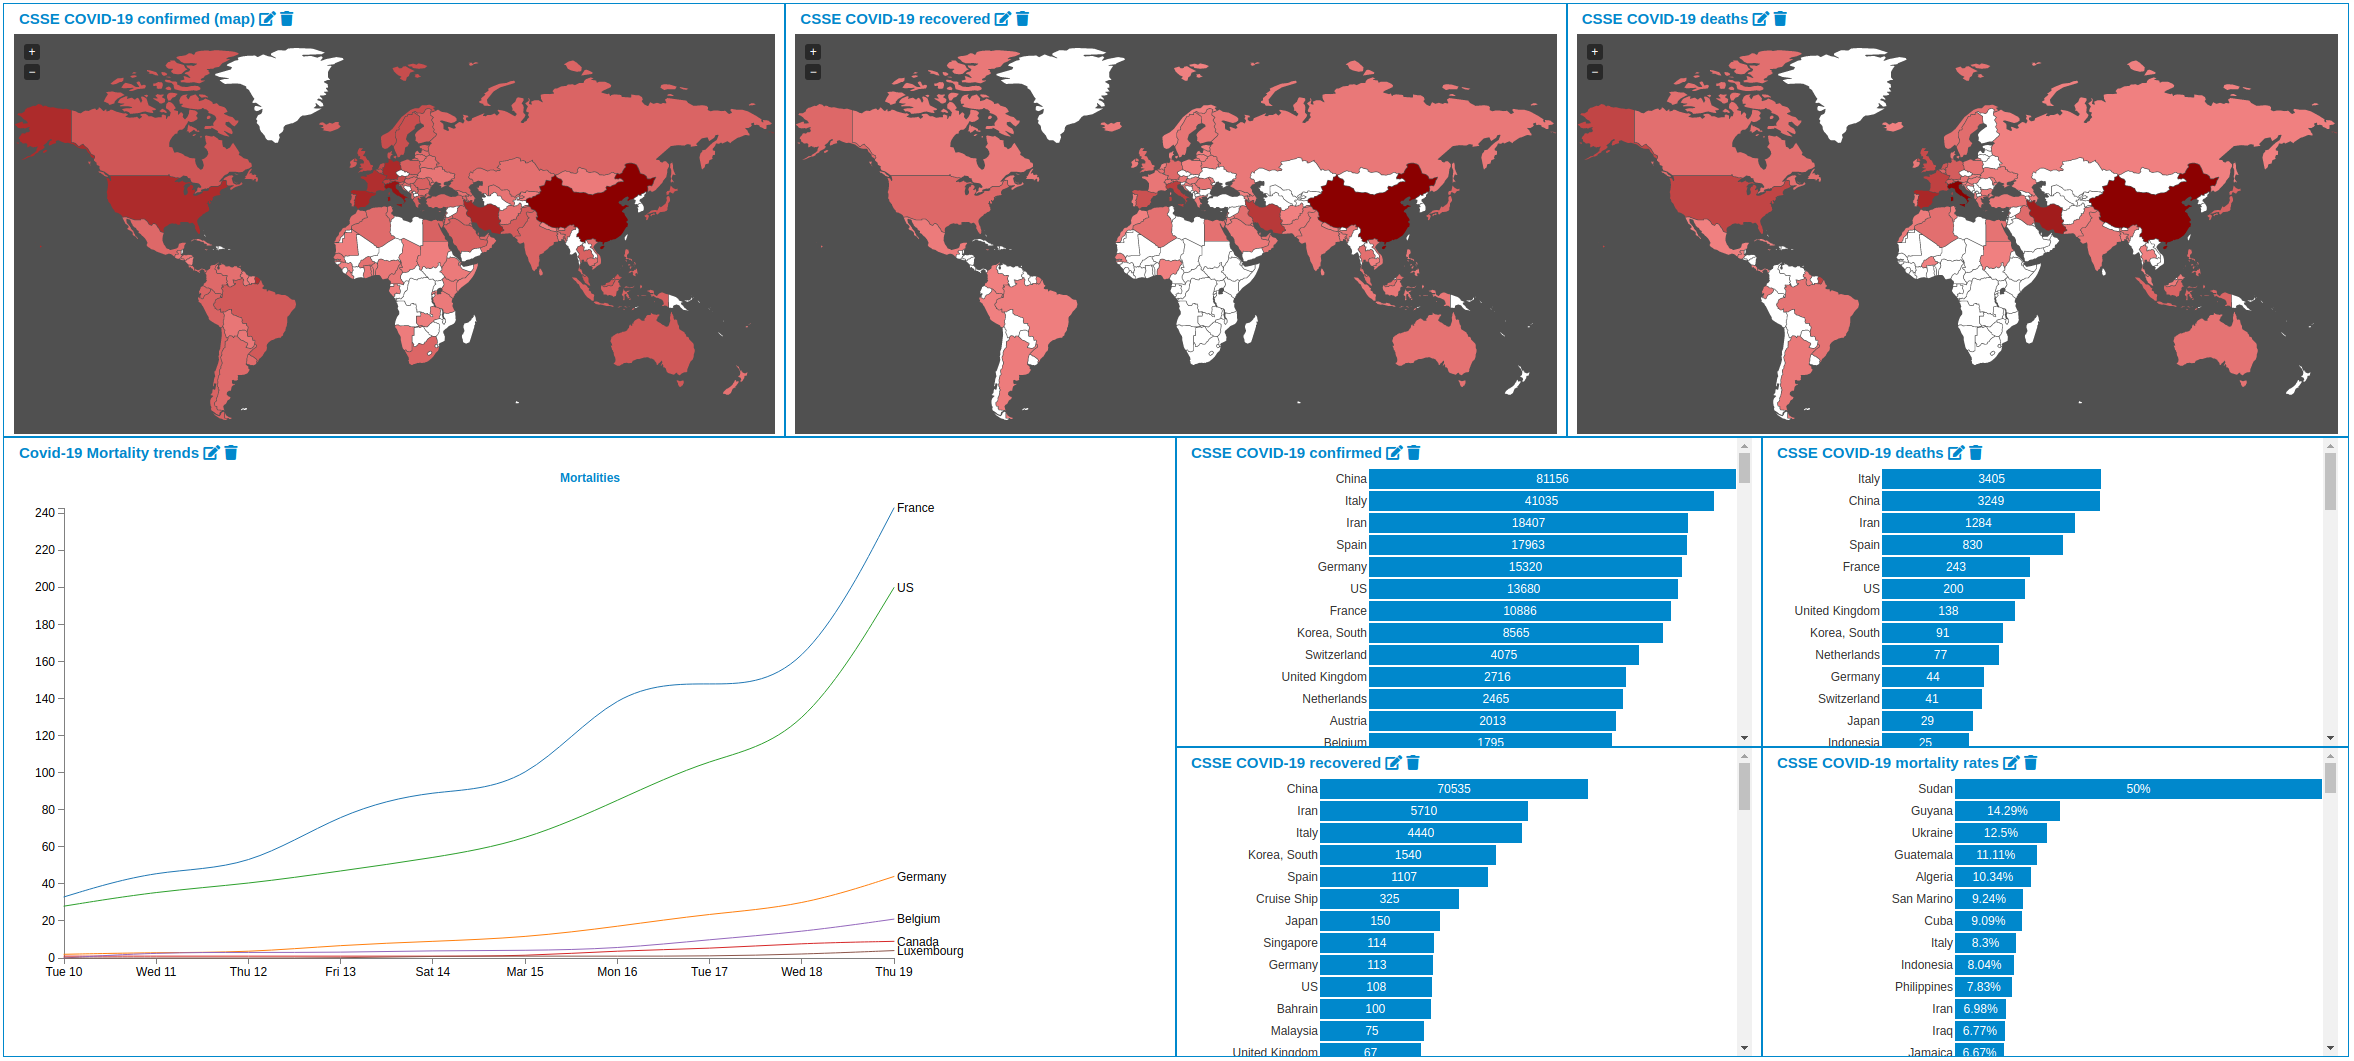 CSSE COVID-19 confirmed (map)
+
−
CSSE COVID-19 recovered
+
−
CSSE COVID-19 deaths
+
−
Covid-19 Mortality trends
Mortalities
240
220
200
180
160
140
120
100
80
60
40
20
0
Tue 10 Wed 11 Thu 12 Fri 13 Sat 14 Mar 15 Mon 16 Tue 17 Wed 18 Thu 19
France
US
Germany
Belgium
Canada
Luxembourg
CSSE COVID-19 confirmed
China 81156
Italy 41035
Iran 18407
Spain 17963
Germany 15320
US 13680
France 10886
Korea, South 8565
Switzerland 4075
United Kingdom 2716
Netherlands 2465
Austria 2013
Belgium 1795
CSSE COVID-19 deaths
Italy 3405
China 3249
Iran 1284
Spain 830
France 243
US 200
United Kingdom 138
Korea, South 91
Netherlands 77
Germany 44
Switzerland 41
Japan 29
Indonesia 25
CSSE COVID-19 recovered
China 70535
Iran 5710
Italy 4440
Korea, South 1540
Spain 1107
Cruise Ship 325
Japan 150
Singapore 114
Germany 113
US 108
Bahrain 100
Malaysia 75
United Kingdom 67
CSSE COVID-19 mortality rates
Sudan 50%
Guyana 14.29%
Ukraine 12.5%
Guatemala 11.11%
Algeria 10.34%
San Marino 9.24%
Cuba 9.09%
Italy 8.3%
Indonesia 8.04%
Philippines 7.83%
Iran 6.98%
Iraq 6.77%
Jamaica 6.67%